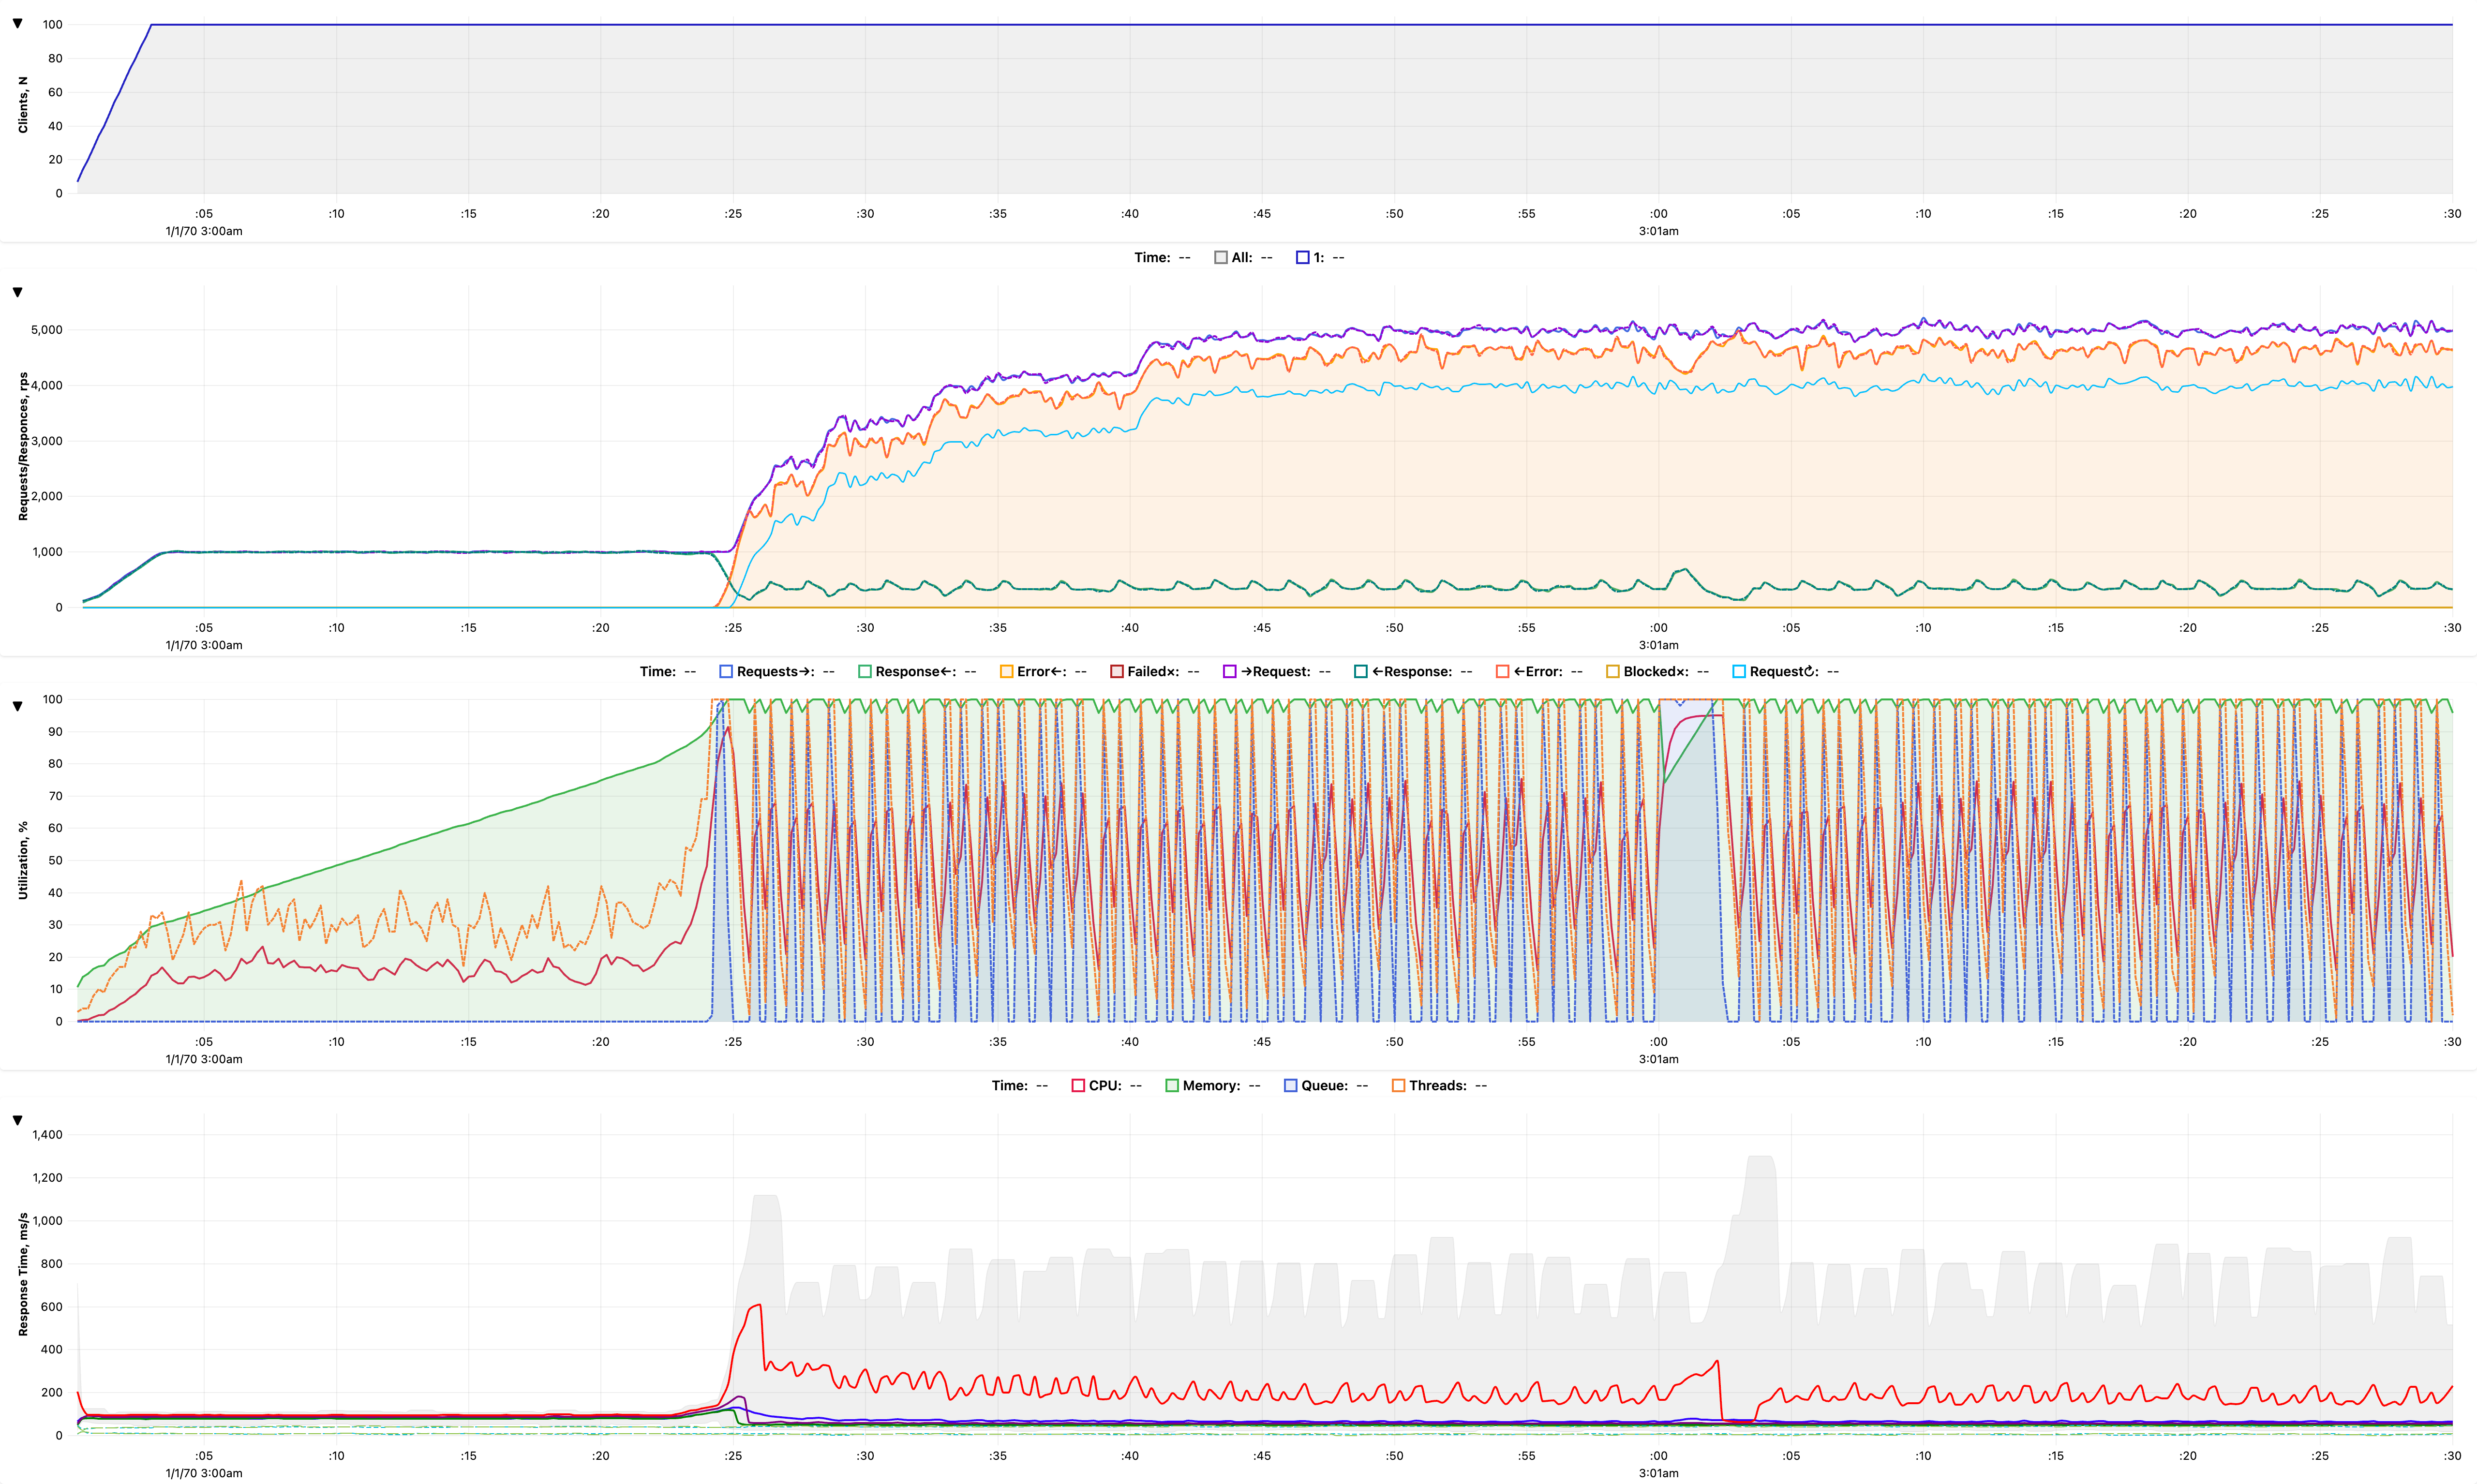 ▼
Clients, N
100
80
60
40
20
0
:05 :10 :15 :20 :25 :30 :35 :40 :45 :50 :55 :00 :05 :10 :15 :20 :25 :30
1/1/70 3:00am 3:01am
Time: -- All: -- 1: --
▼
Requests/Responces, rps
5,000
4,000
3,000
2,000
1,000
0
:05 :10 :15 :20 :25 :30 :35 :40 :45 :50 :55 :00 :05 :10 :15 :20 :25 :30
1/1/70 3:00am 3:01am
Time: -- Requests→: -- Response←: -- Error←: -- Failed×: -- →Request: -- ←Response: -- ←Error: -- Blocked×: -- Request↻: --
▼
Utilization, %
100
90
80
70
60
50
40
30
20
10
0
:05 :10 :15 :20 :25 :30 :35 :40 :45 :50 :55 :00 :05 :10 :15 :20 :25 :30
1/1/70 3:00am 3:01am
Time: -- CPU: -- Memory: -- Queue: -- Threads: --
▼
Response Time, ms/s
1,400
1,200
1,000
800
600
400
200
0
:05 :10 :15 :20 :25 :30 :35 :40 :45 :50 :55 :00 :05 :10 :15 :20 :25 :30
1/1/70 3:00am 3:01am